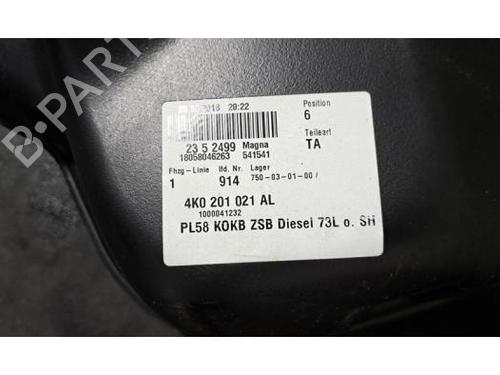 2018 20:22
Position
6
23 5 2499 Magna
18058046263 541541
Teileart
TA
Fhzg-Linie lfd. Nr. Lager
1 914 750-03-01-00/
4K0 201 021 AL
1000041232
PL58 KOKB ZSB Diesel 73L o. SH
B-Parts